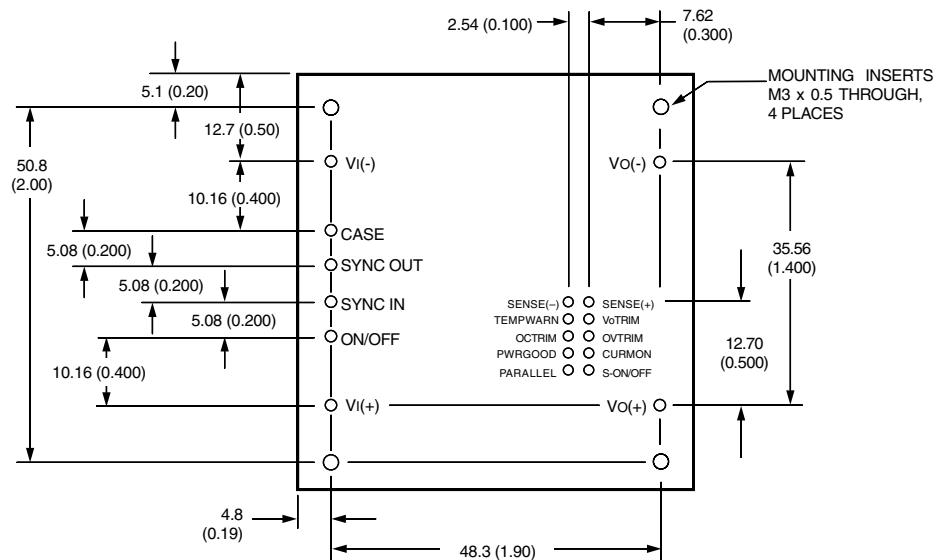 2.54 (0.100)
7.62
(0.300)
5.1 (0.20)
MOUNTING INSERTS
M3 x 0.5 THROUGH,
4 PLACES
12.7 (0.50)
50.8
(2.00)
VI(-)
VO(-)
10.16 (0.400)
CASE
5.08 (0.200)
SYNC OUT
35.56
(1.400)
5.08 (0.200)
SYNC IN
SENSE(–)
SENSE(+)
5.08 (0.200)
TEMPWARN
VoTRIM
ON/OFF
OCTRIM
OVTRIM
12.70
(0.500)
PWRGOOD
CURMON
10.16 (0.400)
PARALLEL
S-ON/OFF
VI(+)
VO(+)
4.8
(0.19)
48.3 (1.90)